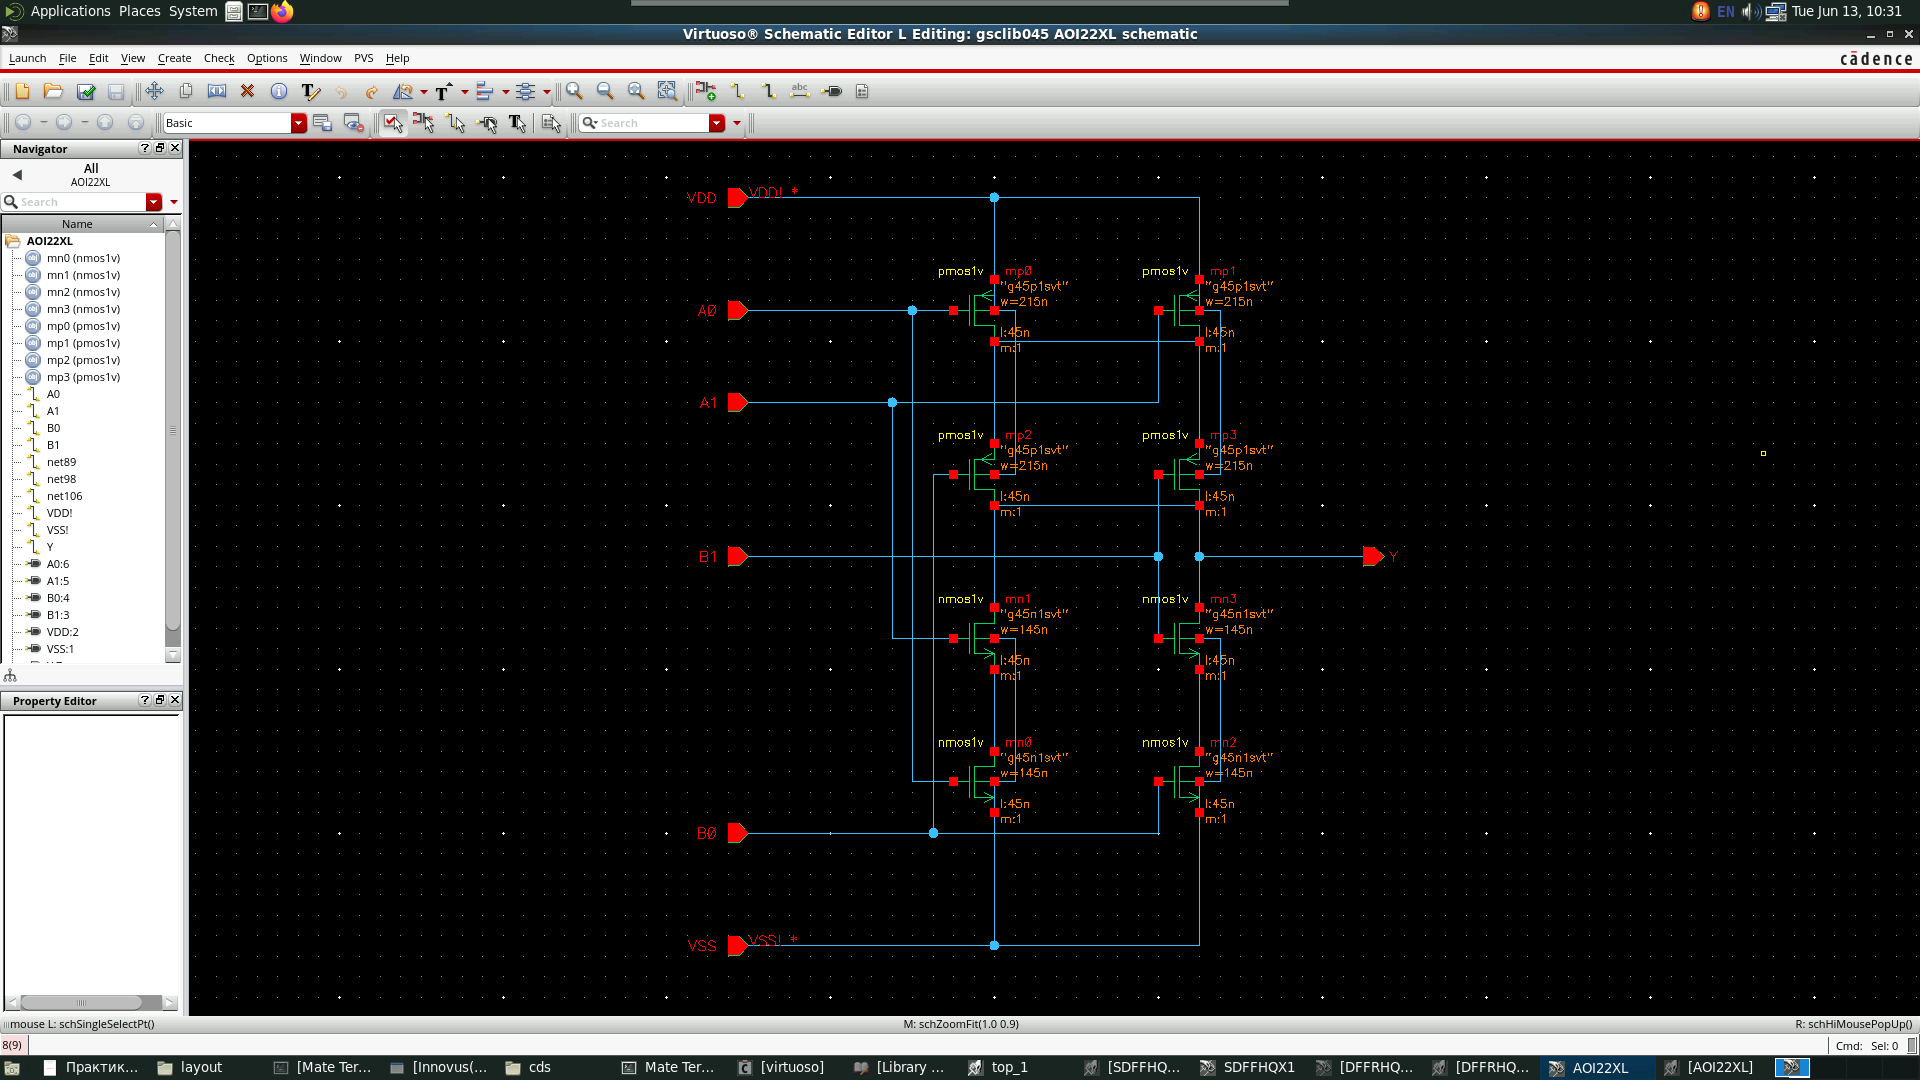 Applications Places System EN Tue Jun 13, 10:31
Virtuoso® Schematic Editor L Editing: gsclib045 AOI22XL schematic
Launch File Edit View Create Check Options Window PVS Help cādence
abc
Basic Search
Navigator
All
AOI22XL
Search
Name
AOI22XL
mn0 (nmos1v)
mn1 (nmos1v)
mn2 (nmos1v)
mn3 (nmos1v)
mp0 (pmos1v)
mp1 (pmos1v)
mp2 (pmos1v)
mp3 (pmos1v)
A0
A1
B0
B1
net89
net98
net106
VDD!
VSS!
Y
A0:6
A1:5
B0:4
B1:3
VDD:2
VSS:1
Property Editor
VDD VDD! *
pmos1v mp0 pmos1v mp1
"g45p1svt" "g45p1svt"
w=215n w=215n
A0
l:45n l:45n
m:1 m:1
A1
pmos1v mp2 pmos1v mp3
"g45p1svt" "g45p1svt"
w=215n w=215n
l:45n l:45n
m:1 m:1
B1 Y
nmos1v mn1 nmos1v mn3
"g45n1svt" "g45n1svt"
w=145n w=145n
l:45n l:45n
m:1 m:1
nmos1v mn0 nmos1v mn2
"g45n1svt" "g45n1svt"
w=145n w=145n
l:45n l:45n
m:1 m:1
B0
VSS VSS! *
mouse L: schSingleSelectPt() M: schZoomFit(1.0 0.9) R: schHiMousePopUp()
8(9) Cmd: Sel: 0
Практик... layout [Mate Ter... [Innovus(... cds Mate Ter... [virtuoso] [Library ... top_1 [SDFFHQ... SDFFHQX1 [DFFRHQ... [DFFRHQ... AOI22XL [AOI22XL]